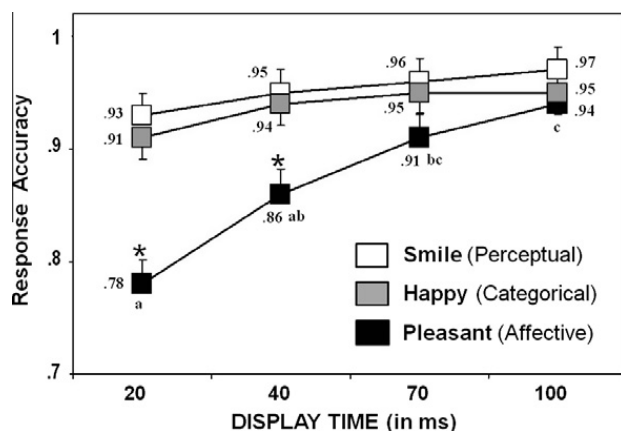 1
.9
.8
.7
Response Accuracy
.93
.95
.96
.97
.91
.94
.95
.95
.94
*
.78
a
*
.86 ab
.91 bc
c
Smile (Perceptual)
Happy (Categorical)
Pleasant (Affective)
20 40 70 100
DISPLAY TIME (in ms)